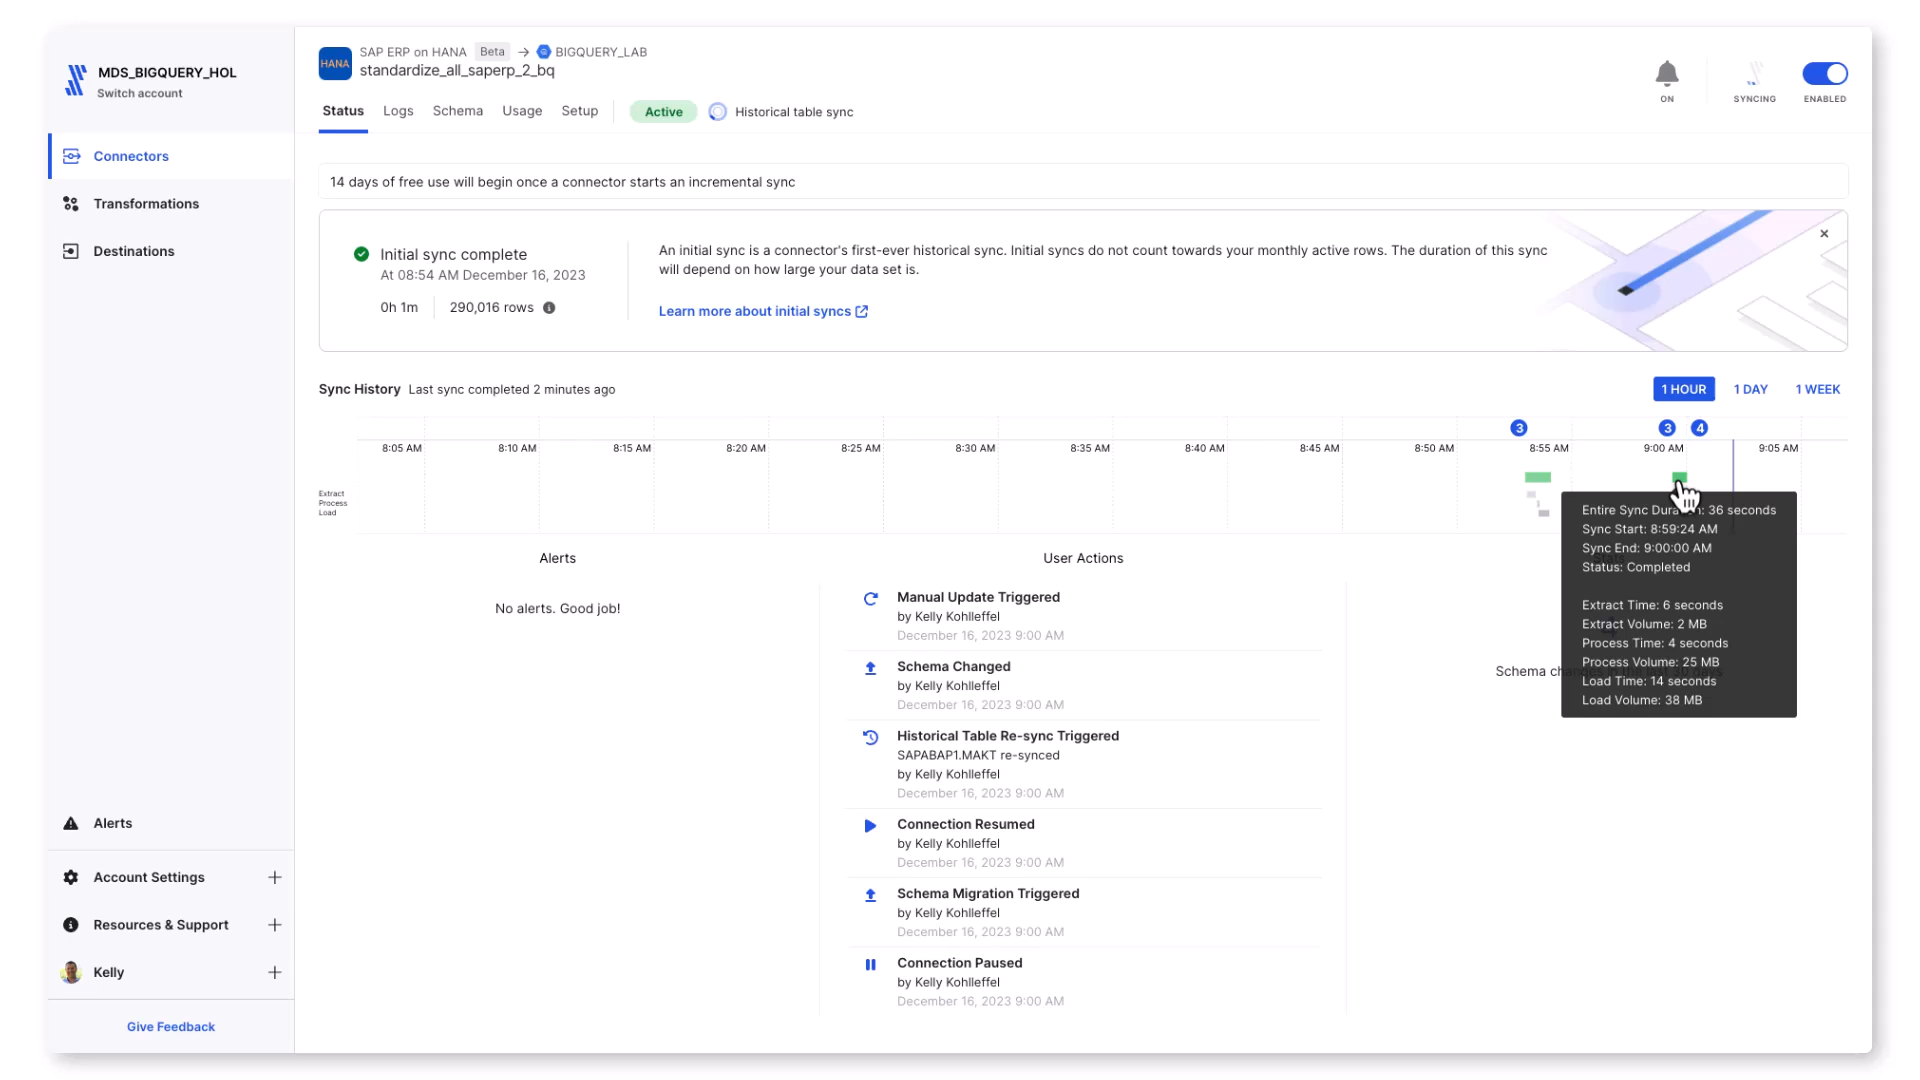 MDS_BIGQUERY_HOL
Switch account
Connectors
Transformations
Destinations
Alerts
Account Settings
Resources & Support
Kelly
Give Feedback
HANA
SAP ERP on HANA Beta → BIGQUERY_LAB
standardize_all_saperp_2_bq
Status Logs Schema Usage Setup Active Historical table sync
ON SYNCING ENABLED
14 days of free use will begin once a connector starts an incremental sync
Initial sync complete
At 08:54 AM December 16, 2023
0h 1m 290,016 rows
An initial sync is a connector's first-ever historical sync. Initial syncs do not count towards your monthly active rows. The duration of this sync
will depend on how large your data set is.
Learn more about initial syncs
Sync History Last sync completed 2 minutes ago
1 HOUR 1 DAY 1 WEEK
3 3 4
8:05 AM 8:10 AM 8:15 AM 8:20 AM 8:25 AM 8:30 AM 8:35 AM 8:40 AM 8:45 AM 8:50 AM 8:55 AM 9:00 AM 9:05 AM
Extract
Process
Load
Entire Sync Duration: 36 seconds
Sync Start: 8:59:24 AM
Sync End: 9:00:00 AM
Status: Completed
Extract Time: 6 seconds
Extract Volume: 2 MB
Process Time: 4 seconds
Process Volume: 25 MB
Load Time: 14 seconds
Load Volume: 38 MB
Alerts
No alerts. Good job!
User Actions
Manual Update Triggered
by Kelly Kohlleffel
December 16, 2023 9:00 AM
Schema Changed
by Kelly Kohlleffel
December 16, 2023 9:00 AM
Historical Table Re-sync Triggered
SAPABAP1.MAKT re-synced
by Kelly Kohlleffel
December 16, 2023 9:00 AM
Connection Resumed
by Kelly Kohlleffel
December 16, 2023 9:00 AM
Schema Migration Triggered
by Kelly Kohlleffel
December 16, 2023 9:00 AM
Connection Paused
by Kelly Kohlleffel
December 16, 2023 9:00 AM
Schema